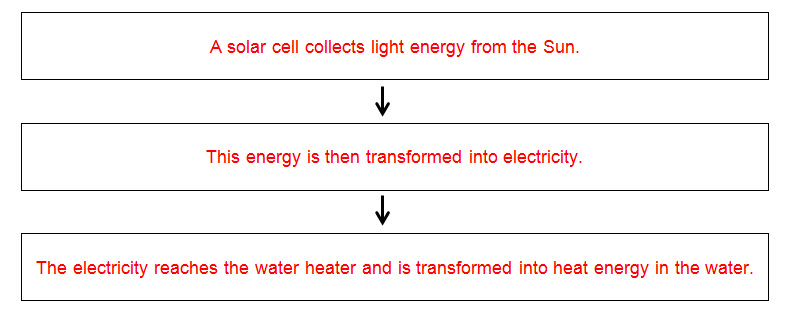 A solar cell collects light energy from the Sun.
This energy is then transformed into electricity.
The electricity reaches the water heater and is transformed into heat energy in the water.